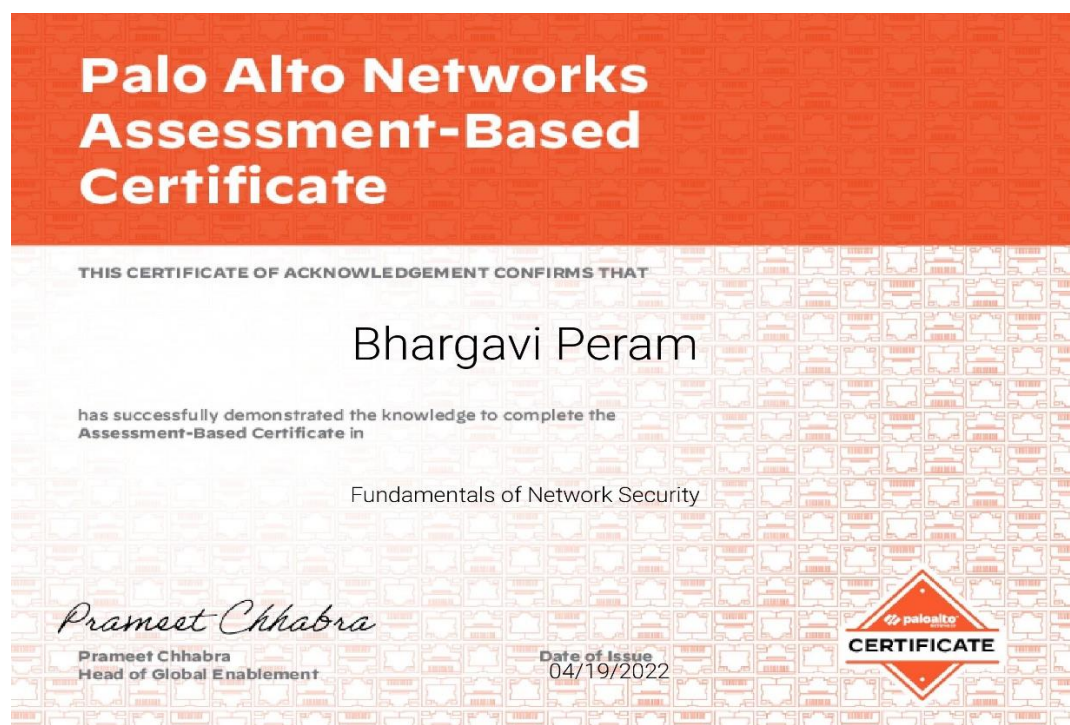 Palo Alto Networks
Assessment-Based
Certificate
THIS CERTIFICATE OF ACKNOWLEDGEMENT CONFIRMS THAT
Bhargavi Peram
has successfully demonstrated the knowledge to complete the
Assessment-Based Certificate in
Fundamentals of Network Security
Prameet Chhabra
Prameet Chhabra
Head of Global Enablement
Date of Issue
04/19/2022
paloalto
CERTIFICATE